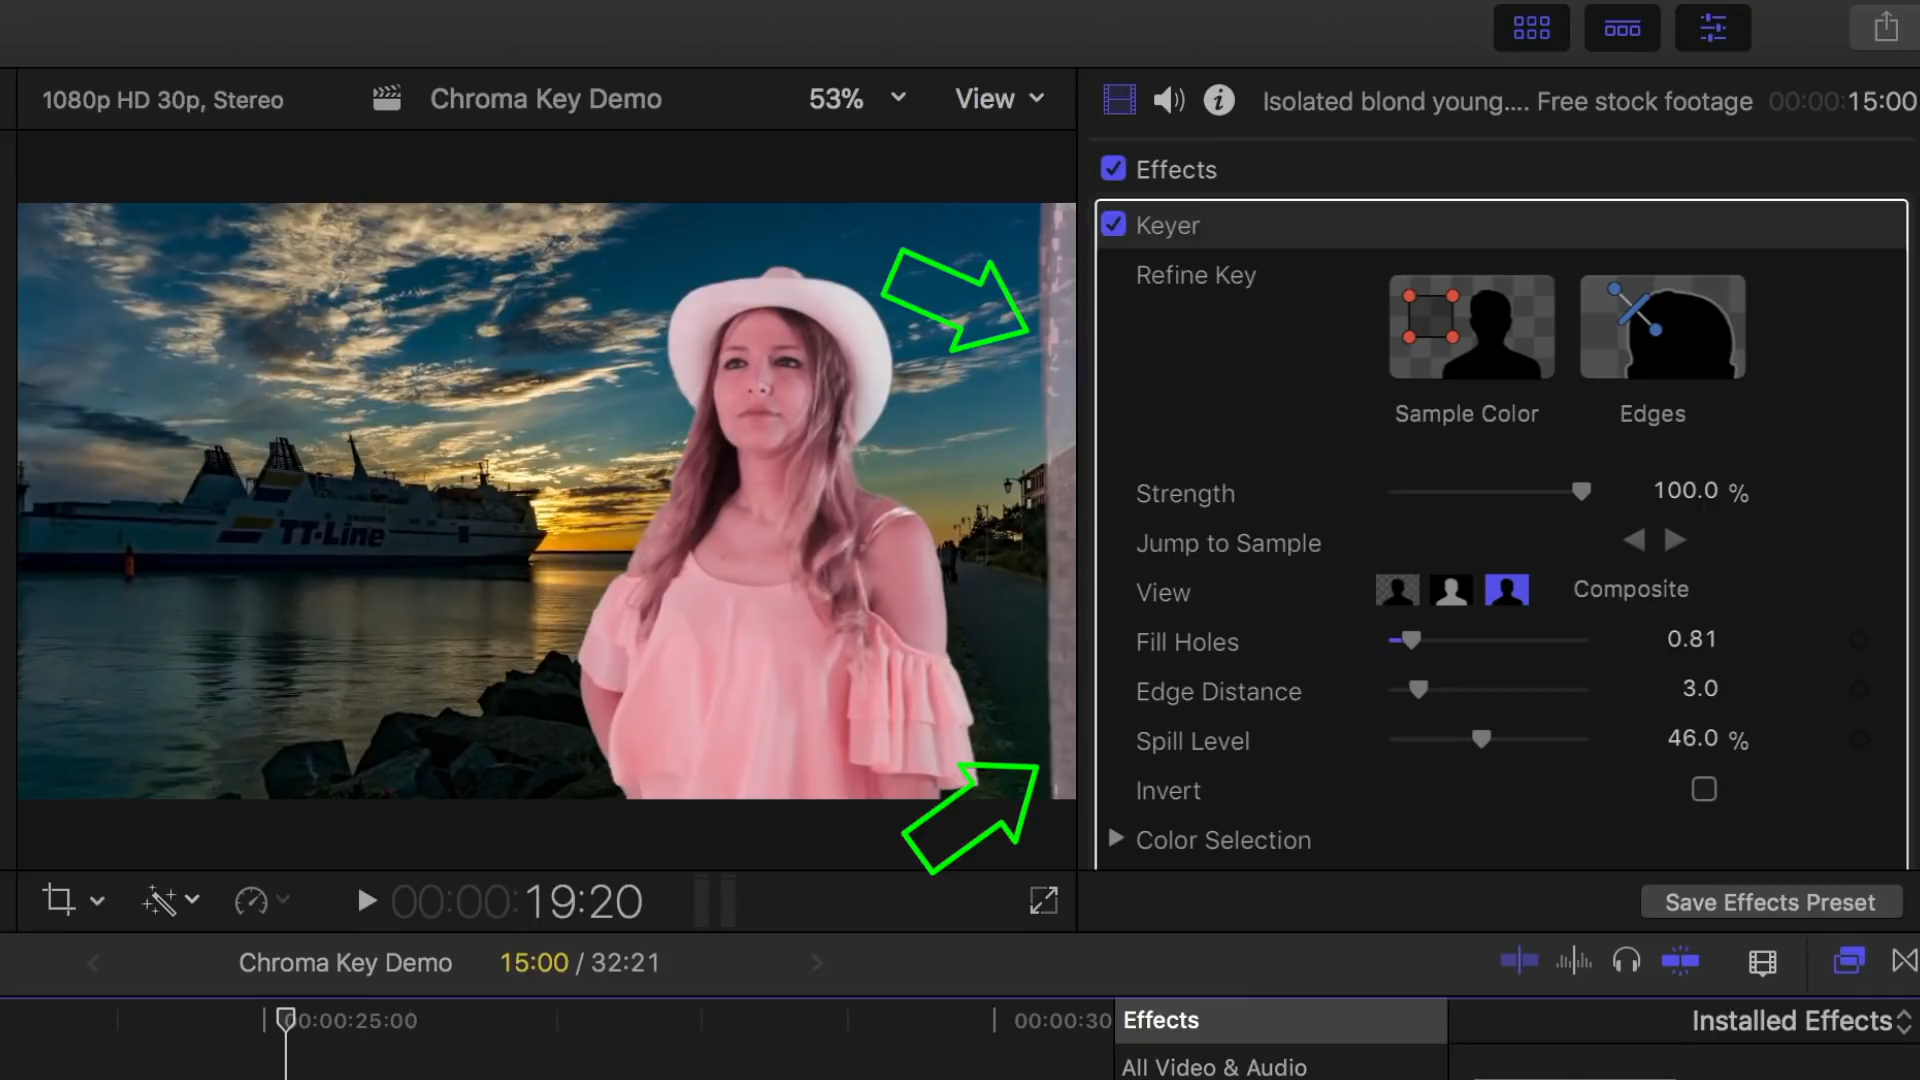 1080p HD 30p, Stereo
Chroma Key Demo
53%
View
Isolated blond young.... Free stock footage
00:00:15:00
Effects
Keyer
Refine Key
Sample Color
Edges
Strength
100.0 %
Jump to Sample
View
Composite
Fill Holes
0.81
Edge Distance
3.0
Spill Level
46.0 %
Invert
Color Selection
TT-Line
00:00:19:20
Save Effects Preset
Chroma Key Demo
15:00 / 32:21
00:00:25:00
00:00:30
Effects
Installed Effects
All Video & Audio